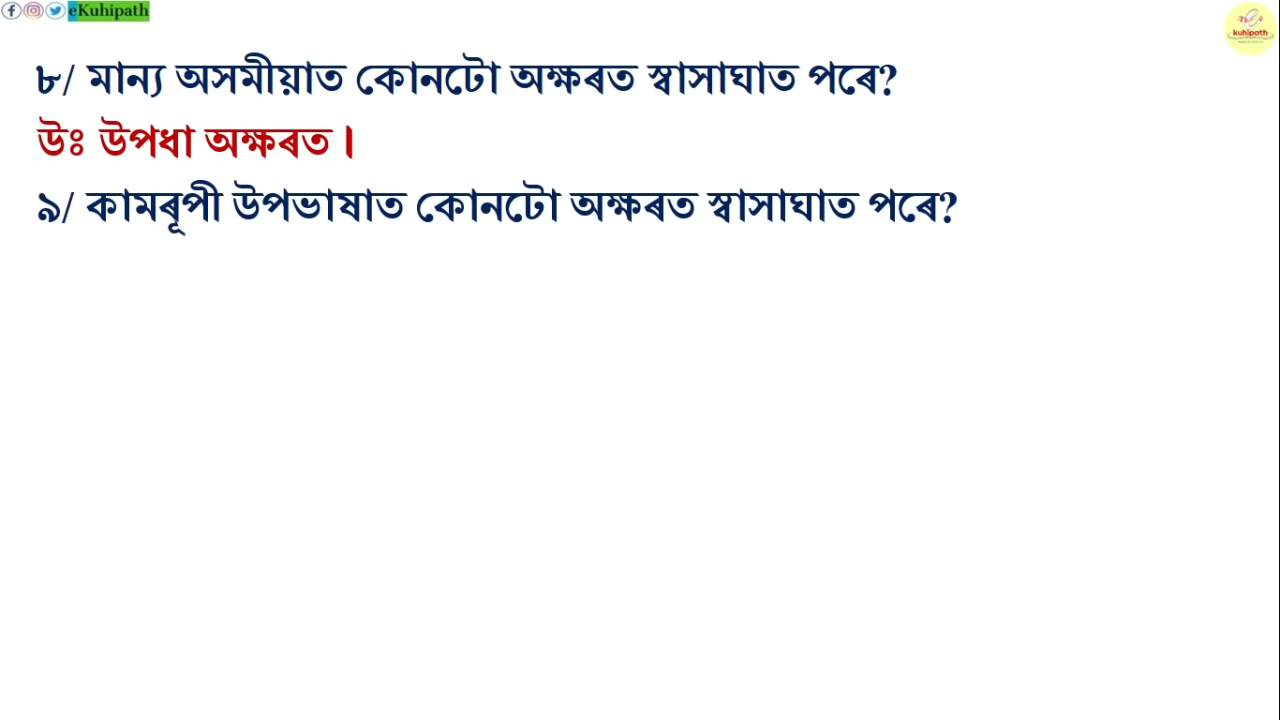 eKuhipath
kuhipath
৮/ মান্য অসমীয়াত কোনটো অক্ষৰত স্বাসাঘাত পৰে?
উঃ উপধা অক্ষৰত ।
৯/ কামৰূপী উপভাষাত কোনটো অক্ষৰত স্বাসাঘাত পৰে?